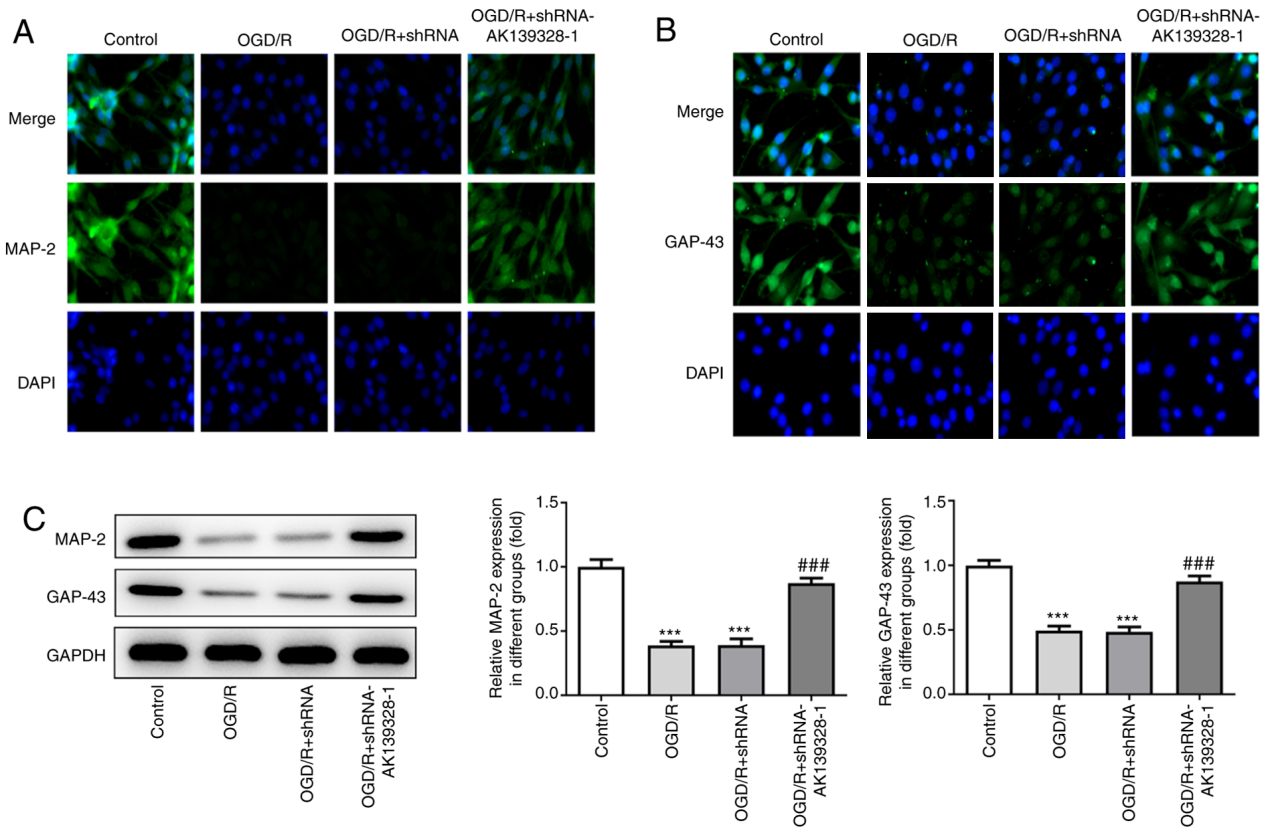 A
Control
OGD/R
OGD/R+shRNA
OGD/R+shRNA-
AK139328-1
Merge
MAP-2
DAPI
B
Control
OGD/R
OGD/R+shRNA
OGD/R+shRNA-
AK139328-1
Merge
GAP-43
DAPI
C
MAP-2
GAP-43
GAPDH
Control
OGD/R
OGD/R+shRNA
OGD/R+shRNA-
AK139328-1
Relative MAP-2 expression
in different groups (fold)
1.5
1.0
0.5
0.0
***
***
###
Control
OGD/R
OGD/R+shRNA
OGD/R+shRNA-
AK139328-1
Relative GAP-43 expression
in different groups (fold)
1.5
1.0
0.5
0.0
***
***
###
Control
OGD/R
OGD/R+shRNA
OGD/R+shRNA-
AK139328-1